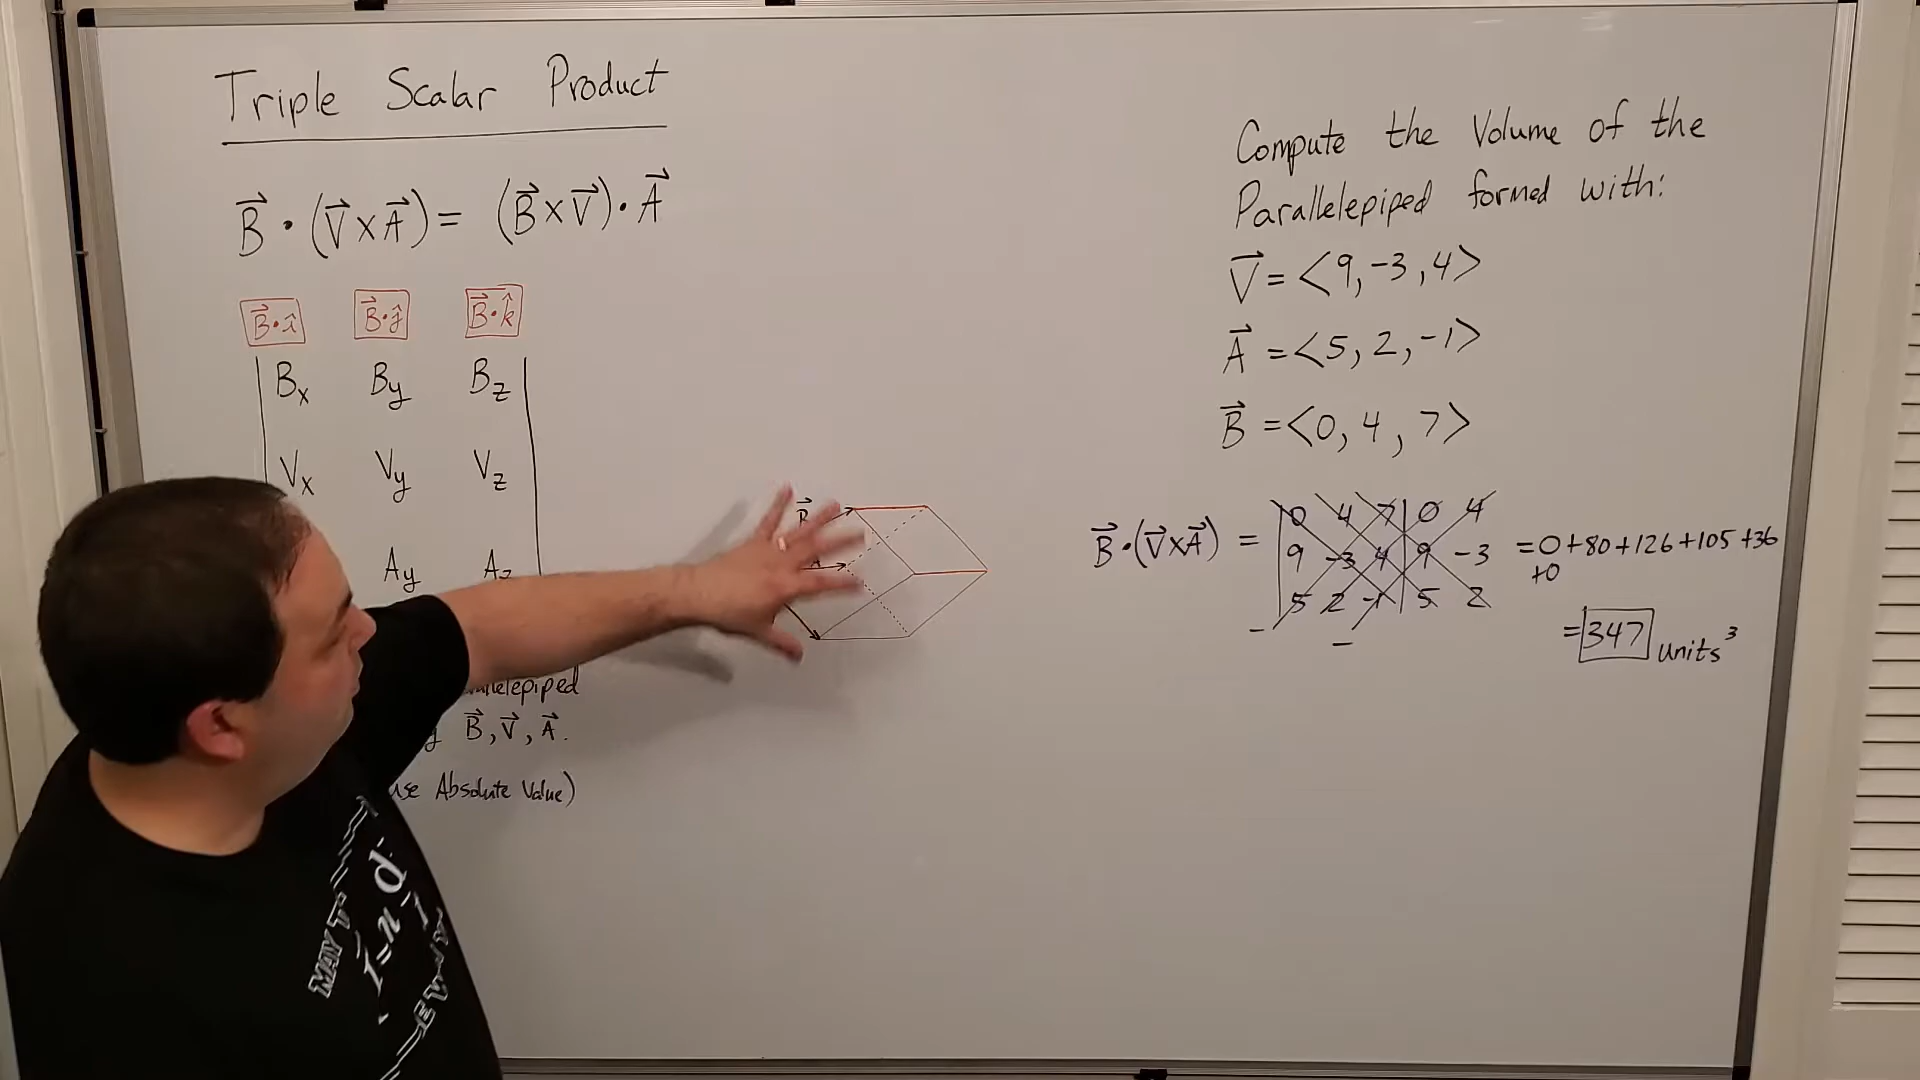 Triple Scalar Product
B⃗ · (V⃗ x A⃗) = (B⃗ x V⃗) · A⃗
B⃗·î B⃗·ĵ B⃗·k̂
Bx By Bz
Vx Vy Vz
Ay Az
B⃗, V⃗, A⃗.
Absolute Value)
Compute the Volume of the
Parallelepiped formed with:
V⃗ = <9, -3, 4>
A⃗ = <5, 2, -1>
B⃗ = <0, 4, 7>
B⃗·(V⃗xA⃗) =
0 4 7 | 0 4
9 -3 4 | 9 -3
5 2 -1 | 5 2
- -
= 0+80+126+105+36
+0
= 347 units³